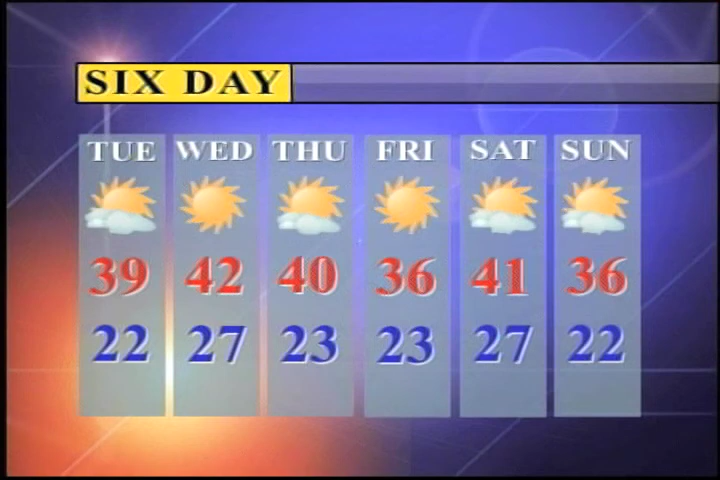 SIX DAY
TUE WED THU FRI SAT SUN
39 42 40 36 41 36
22 27 23 23 27 22